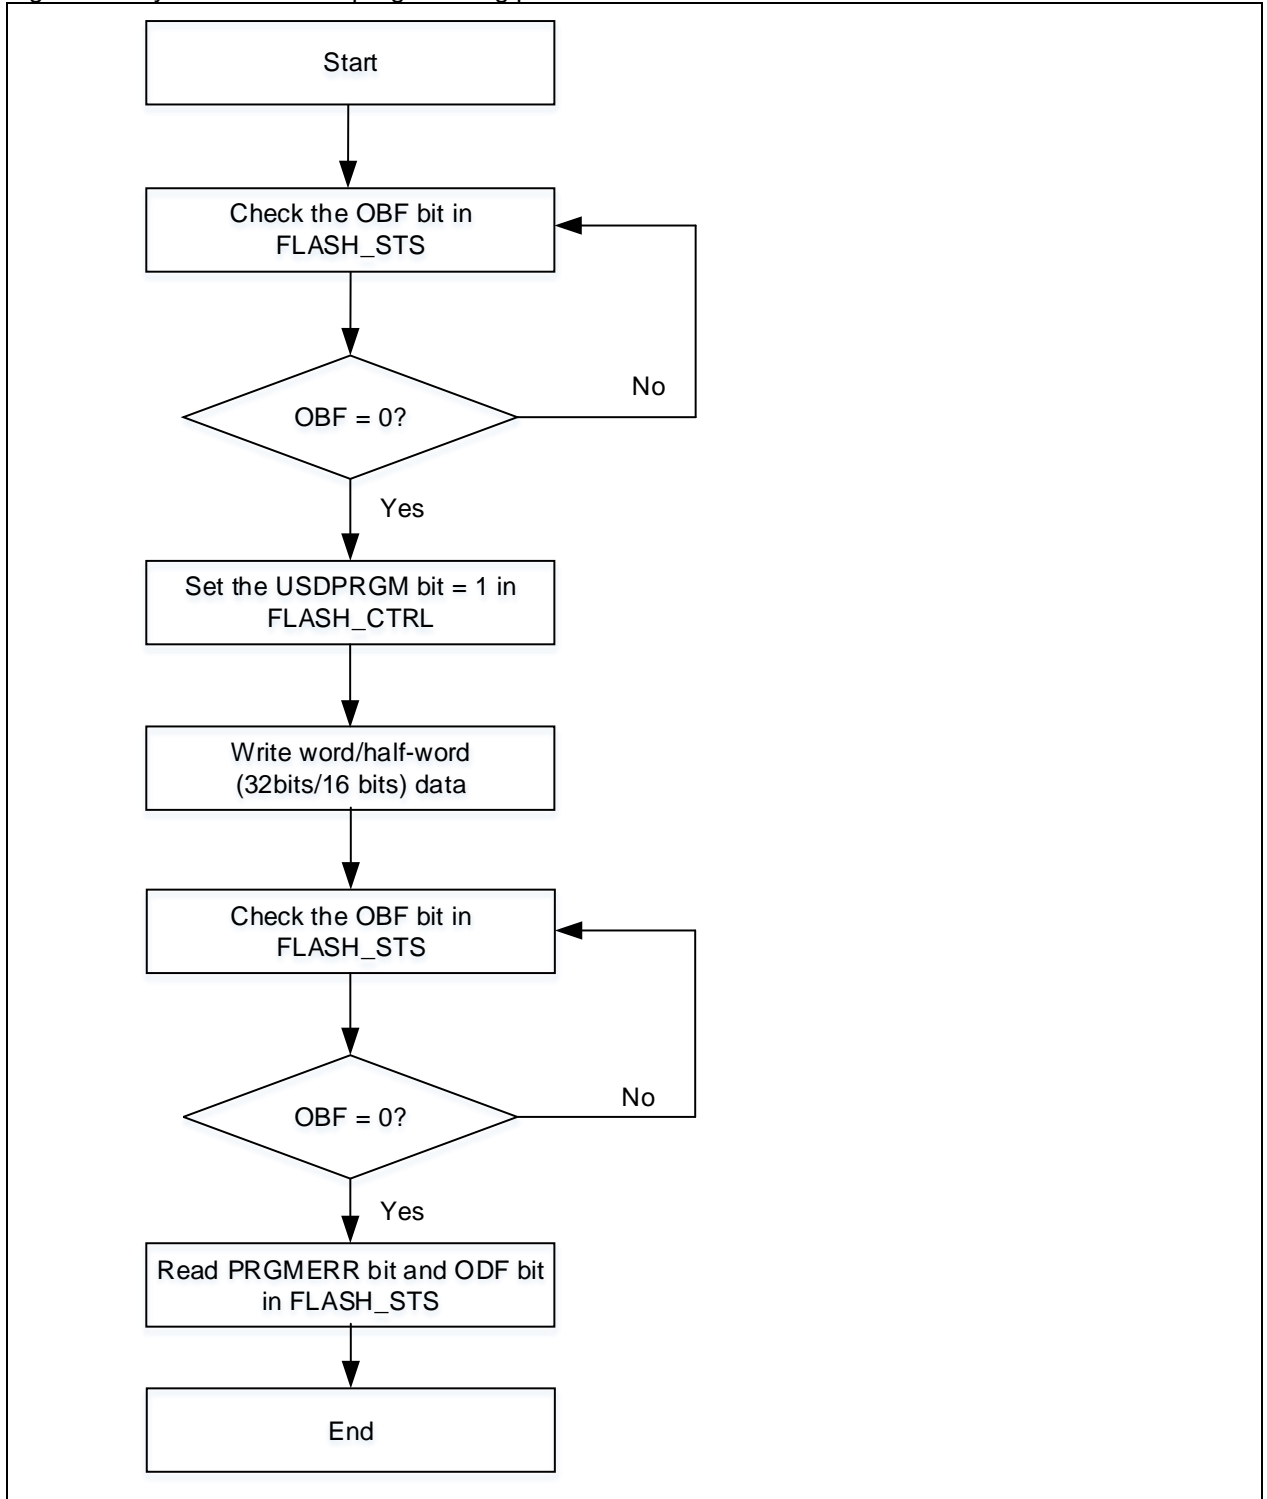 Start
Check the OBF bit in
FLASH_STS
No
OBF = 0?
Yes
Set the USDPRGM bit = 1 in
FLASH_CTRL
Write word/half-word
(32bits/16 bits) data
Check the OBF bit in
FLASH_STS
No
OBF = 0?
Yes
Read PRGMERR bit and ODF bit
in FLASH_STS
End